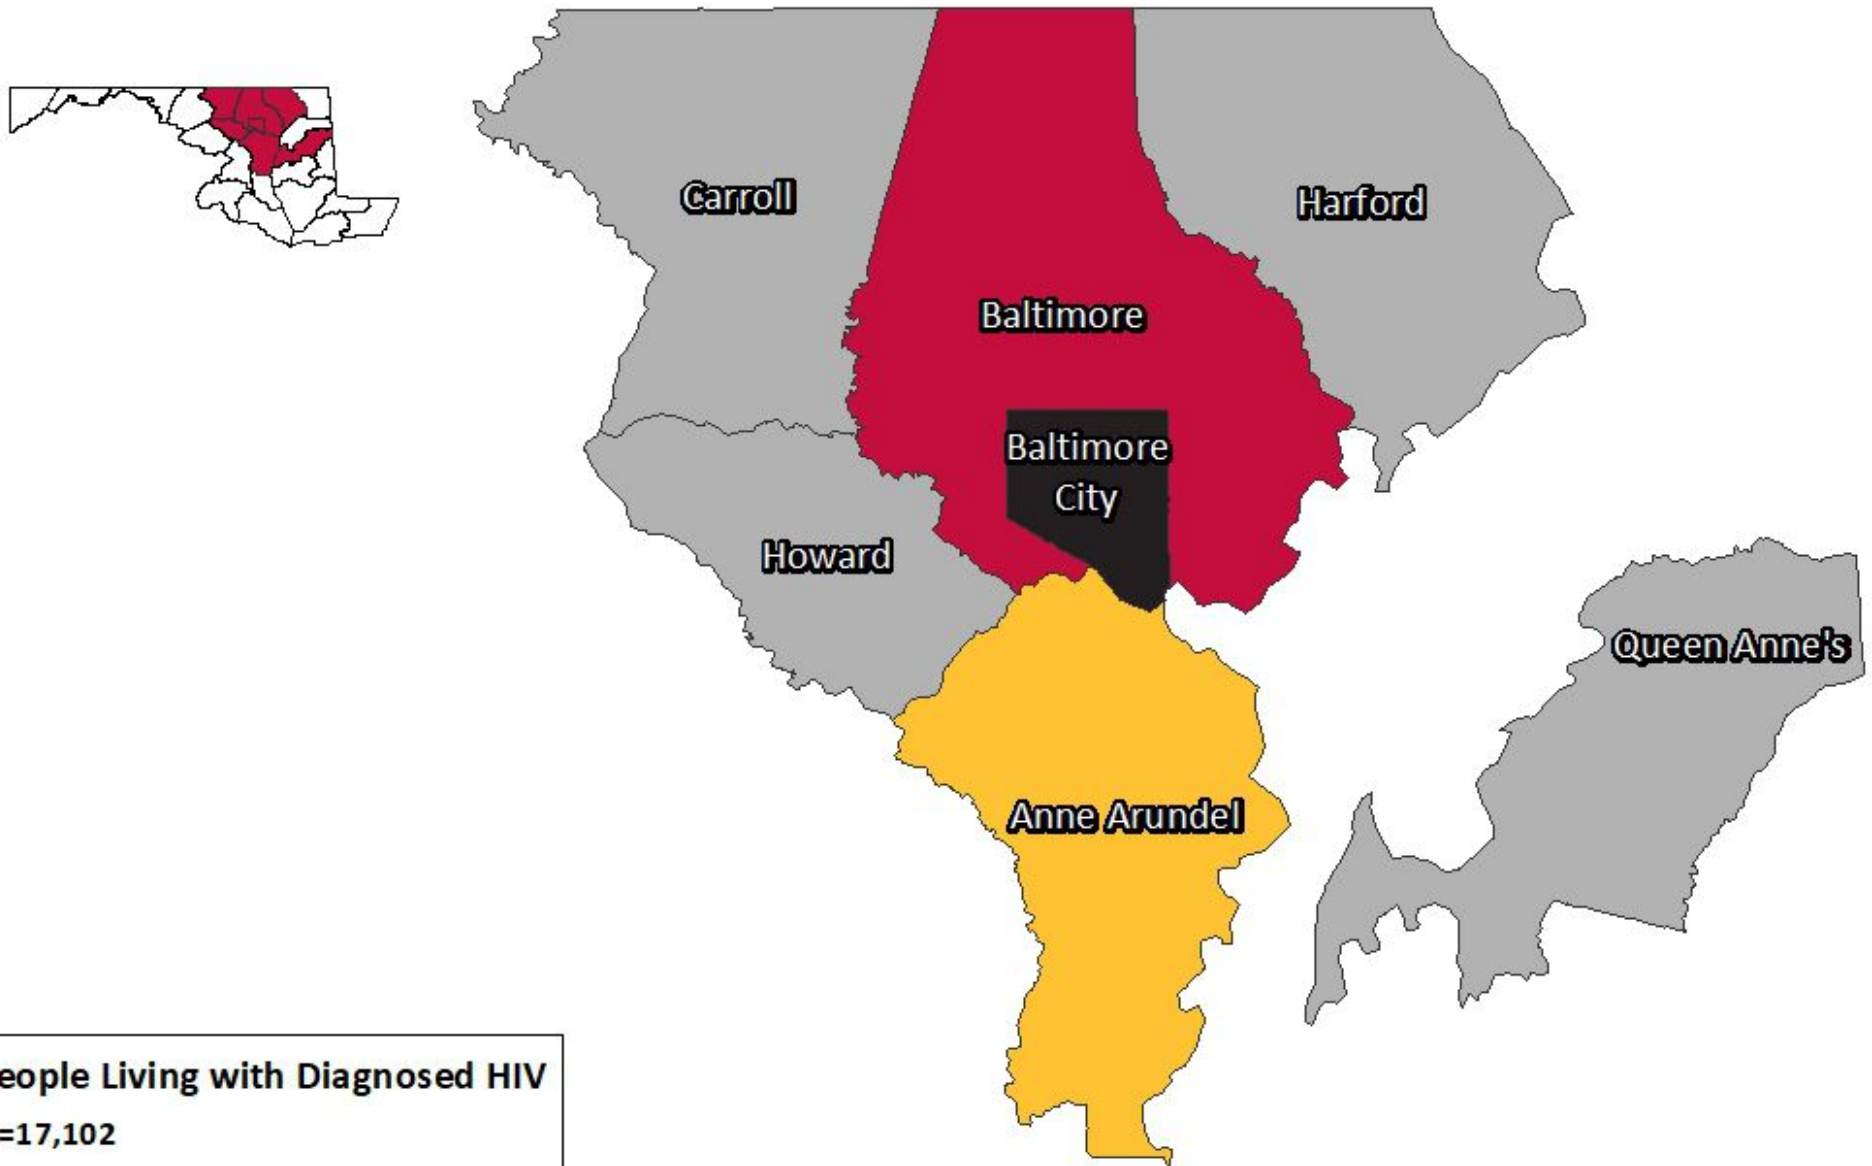 Carroll
Harford
Baltimore
Baltimore
City
Howard
Queen Anne's
Anne Arundel
eople Living with Diagnosed HIV
=17,102